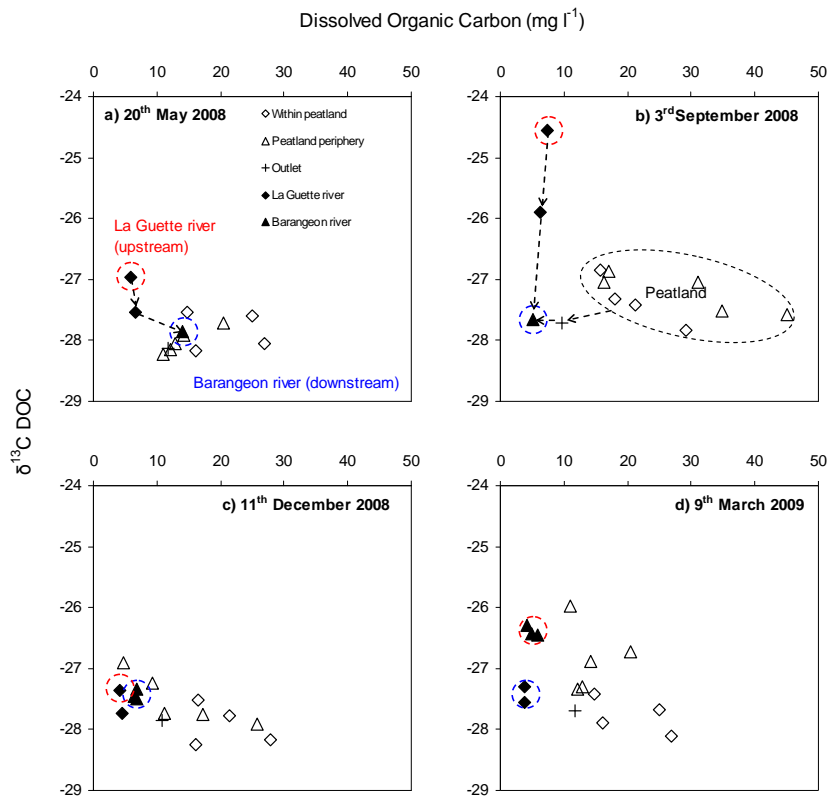 Dissolved Organic Carbon (mg l⁻¹)
0 10 20 30 40 50
0 10 20 30 40 50
-24
-25
-26
-27
-28
-29
a) 20th May 2008
Within peatland
Peatland periphery
Outlet
La Guette river
Barangeon river
La Guette river
(upstream)
Barangeon river (downstream)
-24
-25
-26
-27
-28
-29
b) 3rdSeptember 2008
Peatland
δ¹³C DOC
0 10 20 30 40 50
0 10 20 30 40 50
-24
-25
-26
-27
-28
-29
c) 11th December 2008
-24
-25
-26
-27
-28
-29
d) 9th March 2009